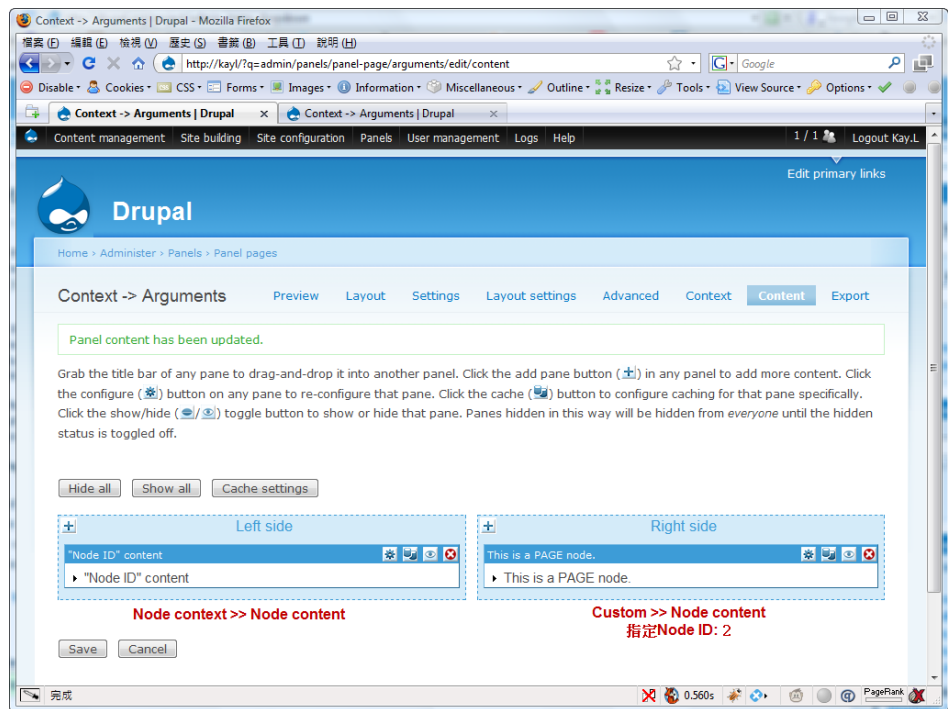 Context -> Arguments | Drupal - Mozilla Firefox
檔案(F) 編輯(E) 檢視(V) 歷史(S) 書籤(B) 工具(T) 說明(H)
http://kayl/?q=admin/panels/panel-page/arguments/edit/content
G Google
Disable Cookies CSS Forms Images Information Miscellaneous Outline Resize Tools View Source Options
Context -> Arguments | Drupal Context -> Arguments | Drupal
Content management Site building Site configuration Panels User management Logs Help 1 / 1 Logout Kay.L
Edit primary links
Drupal
Home › Administer › Panels › Panel pages
Context -> Arguments Preview Layout Settings Layout settings Advanced Context Content Export
Panel content has been updated.
Grab the title bar of any pane to drag-and-drop it into another panel. Click the add pane button ( ) in any panel to add more content. Click
the configure ( ) button on any pane to re-configure that pane. Click the cache ( ) button to configure caching for that pane specifically.
Click the show/hide ( / ) toggle button to show or hide that pane. Panes hidden in this way will be hidden from everyone until the hidden
status is toggled off.
Hide all Show all Cache settings
Left side
"Node ID" content
"Node ID" content
Node context >> Node content
Right side
This is a PAGE node.
This is a PAGE node.
Custom >> Node content
指定Node ID: 2
Save Cancel
完成 0.560s PageRank